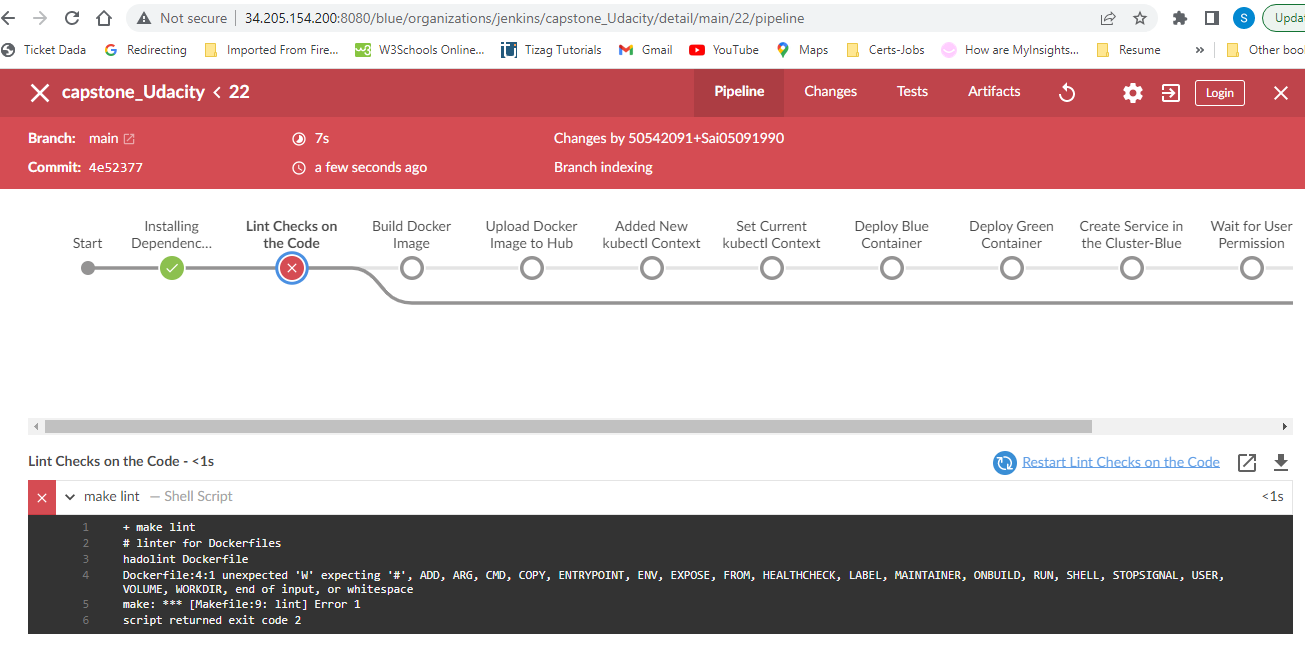 Not secure | 34.205.154.200:8080/blue/organizations/jenkins/capstone_Udacity/detail/main/22/pipeline S Upda
Ticket Dada Redirecting Imported From Fire... W3Schools Online... Tizag Tutorials Gmail YouTube Maps Certs-Jobs How are MyInsights... Resume » Other boo
capstone_Udacity < 22 Pipeline Changes Tests Artifacts Login
Branch: main 7s Changes by 50542091+Sai05091990
Commit: 4e52377 a few seconds ago Branch indexing
Start
Installing
Dependenc...
Lint Checks on
the Code
Build Docker
Image
Upload Docker
Image to Hub
Added New
kubectl Context
Set Current
kubectl Context
Deploy Blue
Container
Deploy Green
Container
Create Service in
the Cluster-Blue
Wait for User
Permission
Lint Checks on the Code - <1s Restart Lint Checks on the Code
make lint — Shell Script <1s
1 + make lint
2 # linter for Dockerfiles
3 hadolint Dockerfile
4 Dockerfile:4:1 unexpected 'W' expecting '#', ADD, ARG, CMD, COPY, ENTRYPOINT, ENV, EXPOSE, FROM, HEALTHCHECK, LABEL, MAINTAINER, ONBUILD, RUN, SHELL, STOPSIGNAL, USER,
VOLUME, WORKDIR, end of input, or whitespace
5 make: *** [Makefile:9: lint] Error 1
6 script returned exit code 2